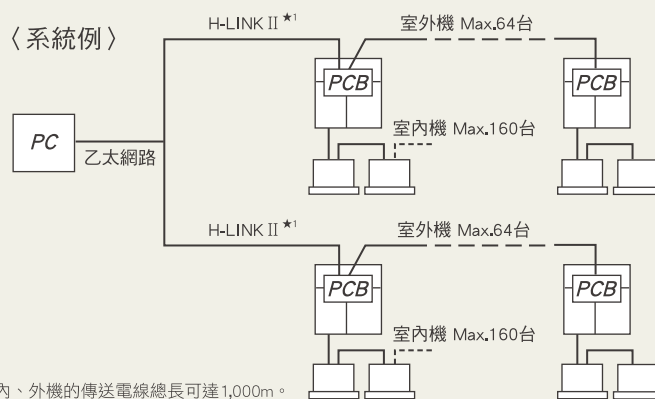 〈系統例〉
H-LINK II ★1
室外機 Max.64台
PCB
PCB
PC
乙太網路
室內機 Max.160台
H-LINK II ★1
室外機 Max.64台
PCB
PCB
室內機 Max.160台
內、外機的傳送電線總長可達1,000m。